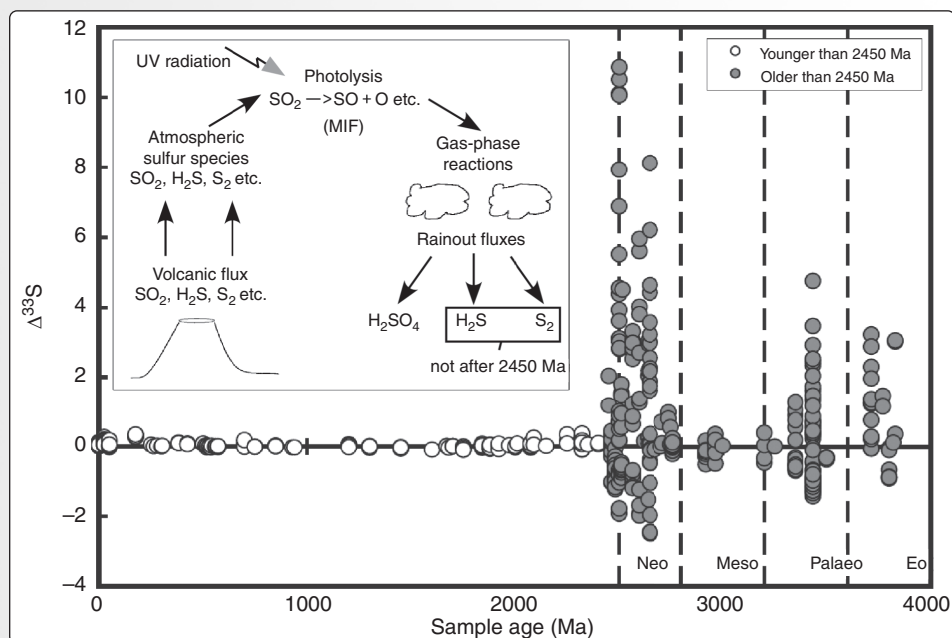 12
10
8
6
4
2
0
–2
–4
Δ³³S
0
1000
2000
3000
4000
Sample age (Ma)
Younger than 2450 Ma
Older than 2450 Ma
UV radiation
Photolysis
SO₂ —>SO + O etc.
(MIF)
Atmospheric
sulfur species
SO₂, H₂S, S₂ etc.
Gas-phase
reactions
Rainout fluxes
Volcanic flux
SO₂, H₂S, S₂ etc.
H₂SO₄
H₂S
S₂
not after 2450 Ma
Neo
Meso
Palaeo
Eo